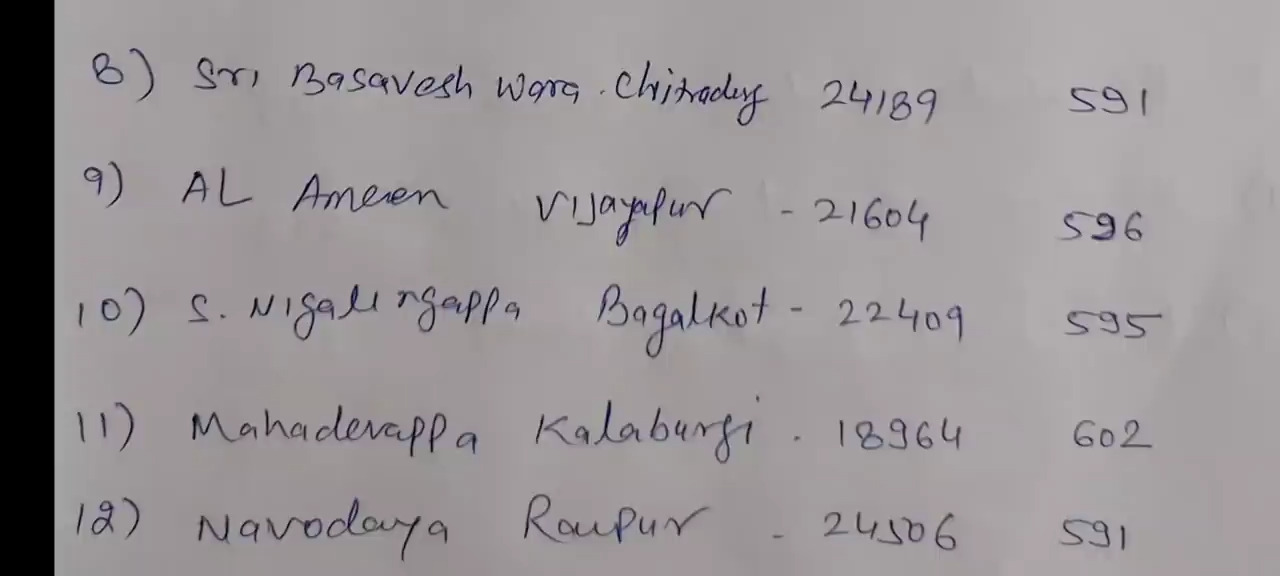 8) Sri Basaveshwara. Chitradurg 24189 591
9) AL Ameen Vijayapur - 21604 596
10) S. Nigalingappa Bagalkot - 22409 595
11) Mahadevappa Kalaburgi . 18964 602
12) Navodaya Raupur - 24506 591